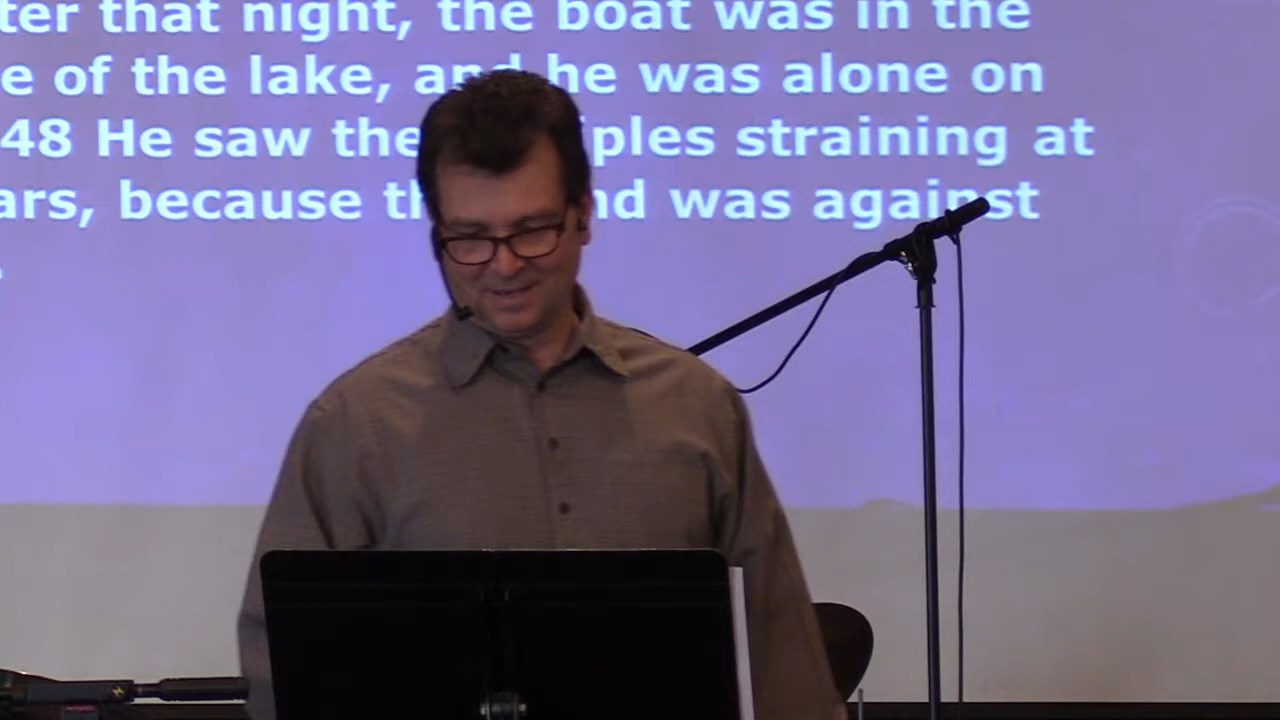 ter that night, the boat was in the
e of the lake, and he was alone on
48 He saw the iples straining at
ars, because th nd was against